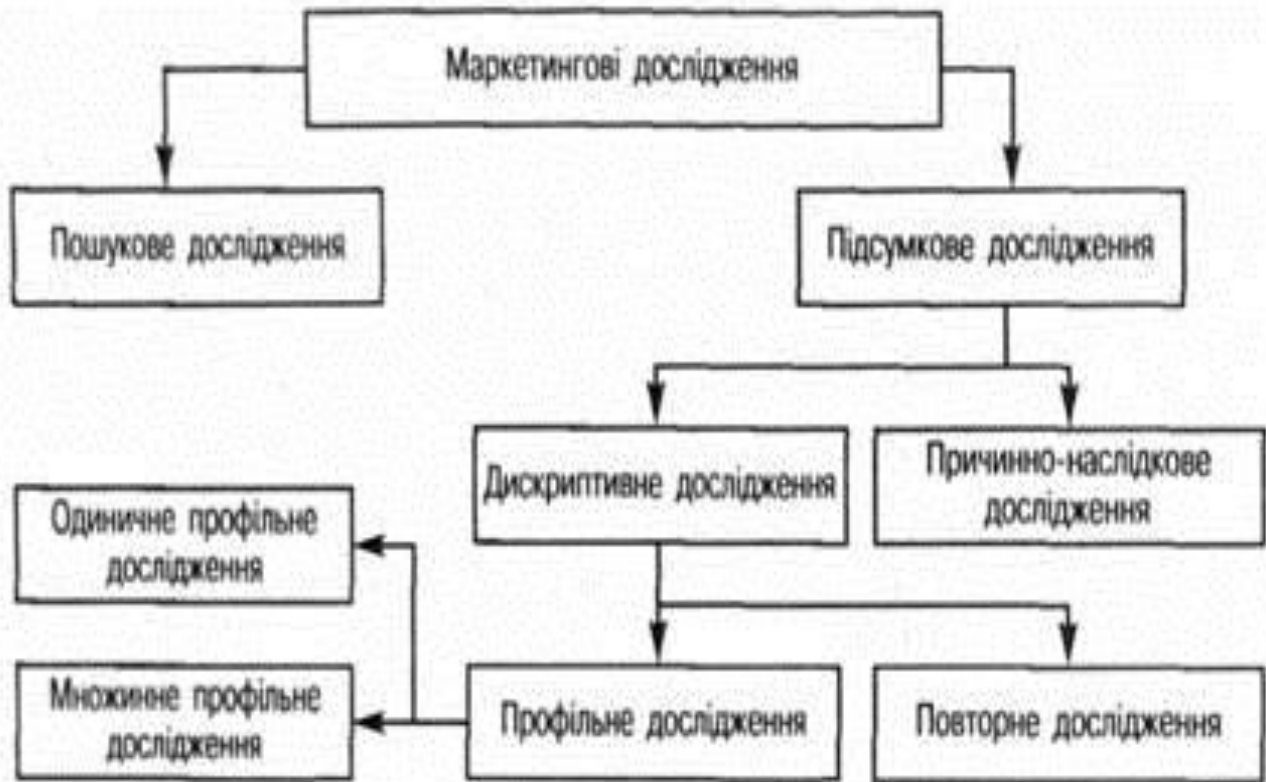 Маркетингові дослідження
Пошукове дослідження
Підсумкове дослідження
Дискриптивне дослідження
Причинно-наслідкове
дослідження
Одиничне профільне
дослідження
Множинне профільне
дослідження
Профільне дослідження
Повторне дослідження